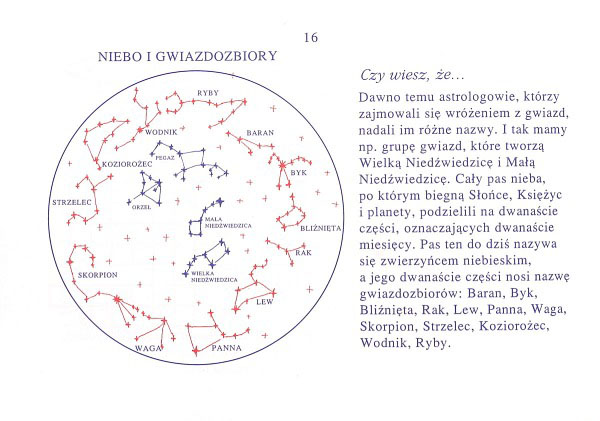 16
NIEBO I GWIAZDOZBIORY
RYBY
WODNIK
BARAN
PEGAZ
KOZIOROŻEC
BYK
STRZELEC
ORZEŁ
MAŁA
NIEDŹWIEDZICA
BLIŹNIĘTA
RAK
SKORPION
WIELKA
NIEDŹWIEDZICA
LEW
WAGA
PANNA
Czy wiesz, że...
Dawno temu astrologowie, którzy
zajmowali się wróżeniem z gwiazd,
nadali im różne nazwy. I tak mamy
np. grupę gwiazd, które tworzą
Wielką Niedźwiedzicę i Małą
Niedźwiedzicę. Cały pas nieba,
po którym biegną Słońce, Księżyc
i planety, podzielili na dwanaście
części, oznaczających dwanaście
miesięcy. Pas ten do dziś nazywa
się zwierzyńcem niebieskim,
a jego dwanaście części nosi nazwę
gwiazdozbiorów: Baran, Byk,
Bliźnięta, Rak, Lew, Panna, Waga,
Skorpion, Strzelec, Koziorożec,
Wodnik, Ryby.